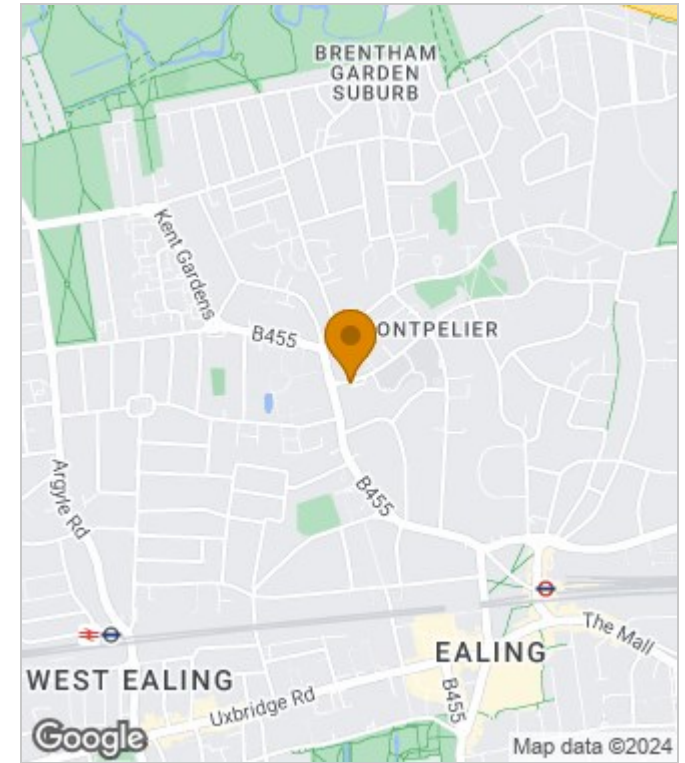 BRENTHAM
GARDEN
SUBURB
Kent Gardens
B455
ONTPELIER
Argyle Rd
B455
EALING
The Mall
WEST EALING
Uxbridge Rd
B455
Google
Map data ©2024